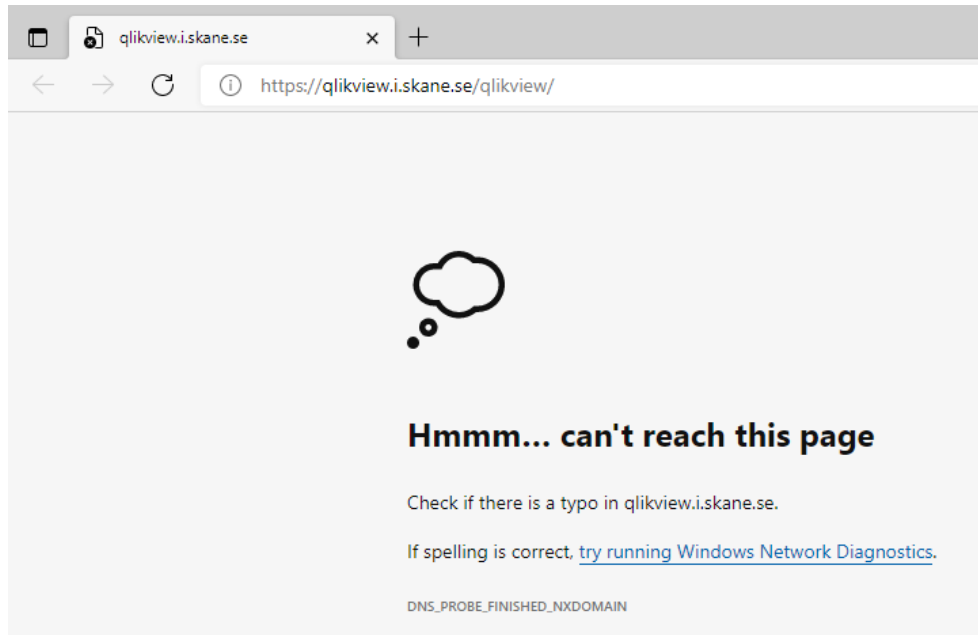 qlikview.i.skane.se
https://qlikview.i.skane.se/qlikview/
Hmmm... can't reach this page
Check if there is a typo in qlikview.i.skane.se.
If spelling is correct, try running Windows Network Diagnostics.
DNS_PROBE_FINISHED_NXDOMAIN